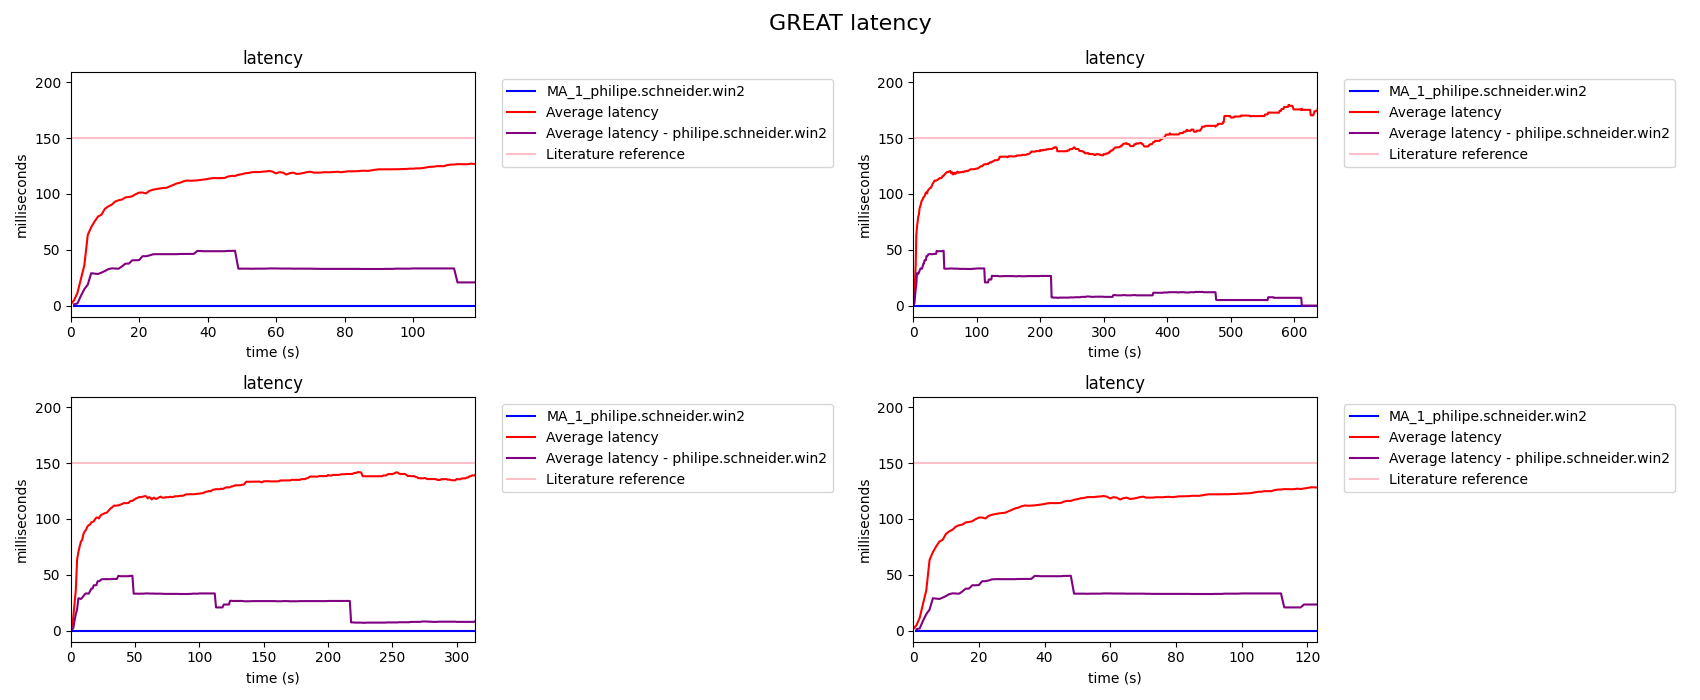 GREAT latency
latency
milliseconds
200
150
100
50
0
0 20 40 60 80 100
time (s)
MA_1_philipe.schneider.win2
Average latency
Average latency - philipe.schneider.win2
Literature reference
latency
milliseconds
200
150
100
50
0
0 100 200 300 400 500 600
time (s)
MA_1_philipe.schneider.win2
Average latency
Average latency - philipe.schneider.win2
Literature reference
latency
milliseconds
200
150
100
50
0
0 50 100 150 200 250 300
time (s)
MA_1_philipe.schneider.win2
Average latency
Average latency - philipe.schneider.win2
Literature reference
latency
milliseconds
200
150
100
50
0
0 20 40 60 80 100 120
time (s)
MA_1_philipe.schneider.win2
Average latency
Average latency - philipe.schneider.win2
Literature reference